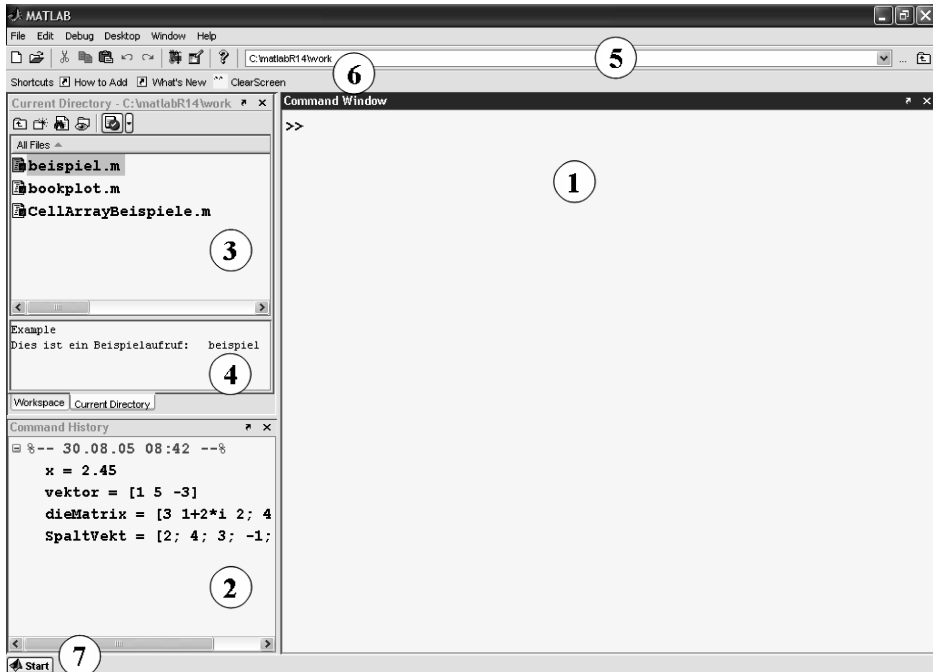 MATLAB
File Edit Debug Desktop Window Help
C:\matlabR14\work
5
...
Shortcuts How to Add What's New ClearScreen
6
Current Directory - C:\matlabR14\work
All Files
beispiel.m
bookplot.m
CellArrayBeispiele.m
3
Example
Dies ist ein Beispielaufruf: beispiel
4
Workspace Current Directory
Command History
%-- 30.08.05 08:42 --%
x = 2.45
vektor = [1 5 -3]
dieMatrix = [3 1+2*i 2; 4
SpaltVekt = [2; 4; 3; -1;
2
7
Start
Command Window
>>
1